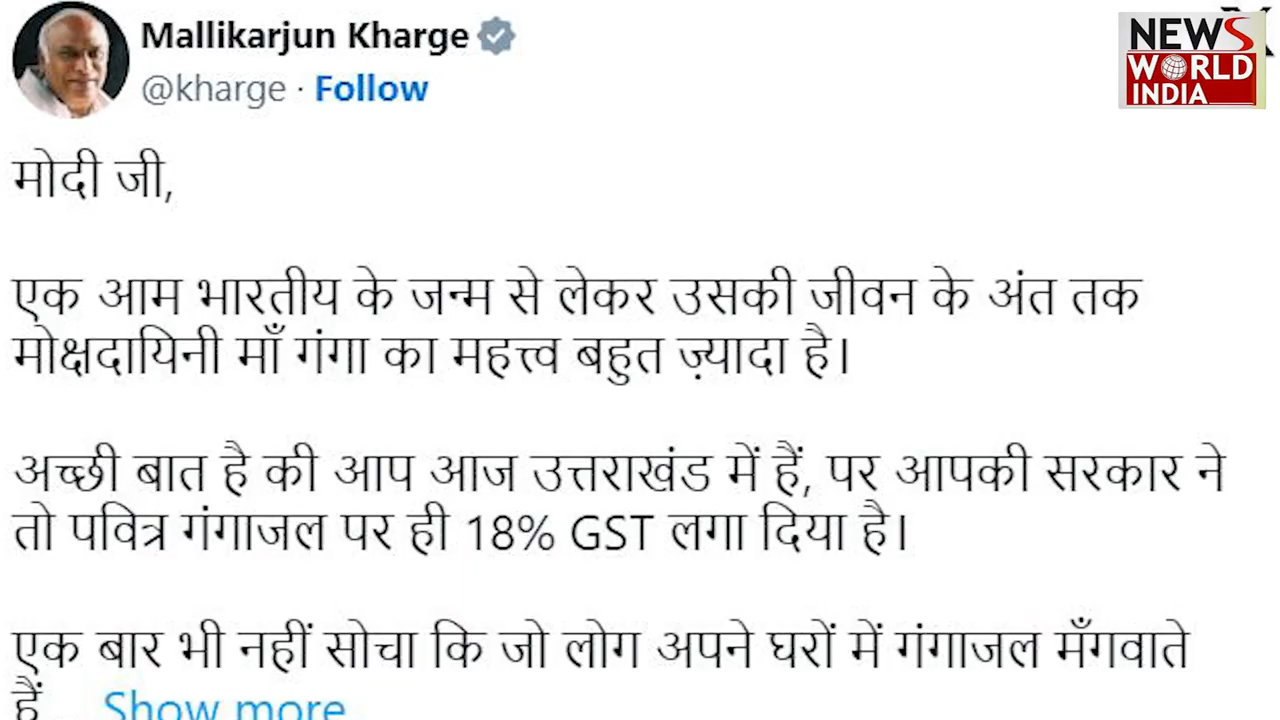 Mallikarjun Kharge
@kharge · Follow
NEWS
WORLD
INDIA
मोदी जी,
एक आम भारतीय के जन्म से लेकर उसकी जीवन के अंत तक
मोक्षदायिनी माँ गंगा का महत्त्व बहुत ज़्यादा है।
अच्छी बात है की आप आज उत्तराखंड में हैं, पर आपकी सरकार ने
तो पवित्र गंगाजल पर ही 18% GST लगा दिया है।
एक बार भी नहीं सोचा कि जो लोग अपने घरों में गंगाजल मँगवाते
हैं... Show more